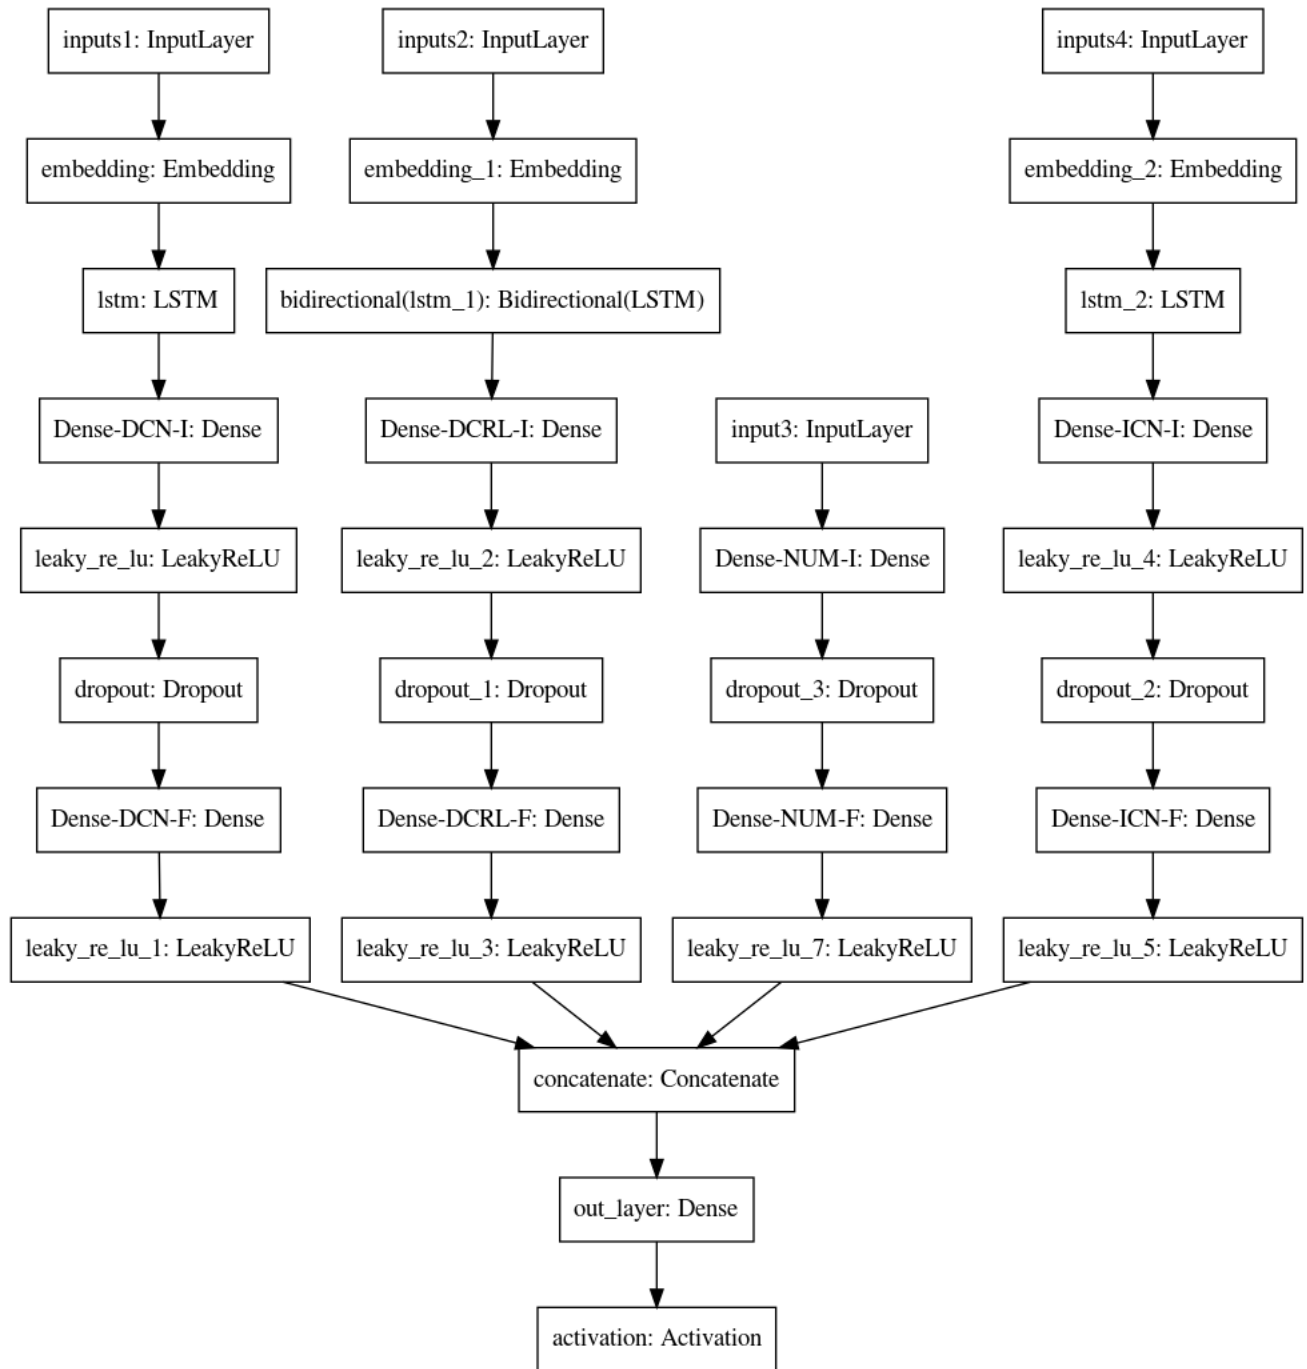 inputs1: InputLayer
inputs2: InputLayer
inputs4: InputLayer
embedding: Embedding
embedding_1: Embedding
embedding_2: Embedding
lstm: LSTM
bidirectional(lstm_1): Bidirectional(LSTM)
lstm_2: LSTM
Dense-DCN-I: Dense
Dense-DCRL-I: Dense
input3: InputLayer
Dense-ICN-I: Dense
leaky_re_lu: LeakyReLU
leaky_re_lu_2: LeakyReLU
Dense-NUM-I: Dense
leaky_re_lu_4: LeakyReLU
dropout: Dropout
dropout_1: Dropout
dropout_3: Dropout
dropout_2: Dropout
Dense-DCN-F: Dense
Dense-DCRL-F: Dense
Dense-NUM-F: Dense
Dense-ICN-F: Dense
leaky_re_lu_1: LeakyReLU
leaky_re_lu_3: LeakyReLU
leaky_re_lu_7: LeakyReLU
leaky_re_lu_5: LeakyReLU
concatenate: Concatenate
out_layer: Dense
activation: Activation